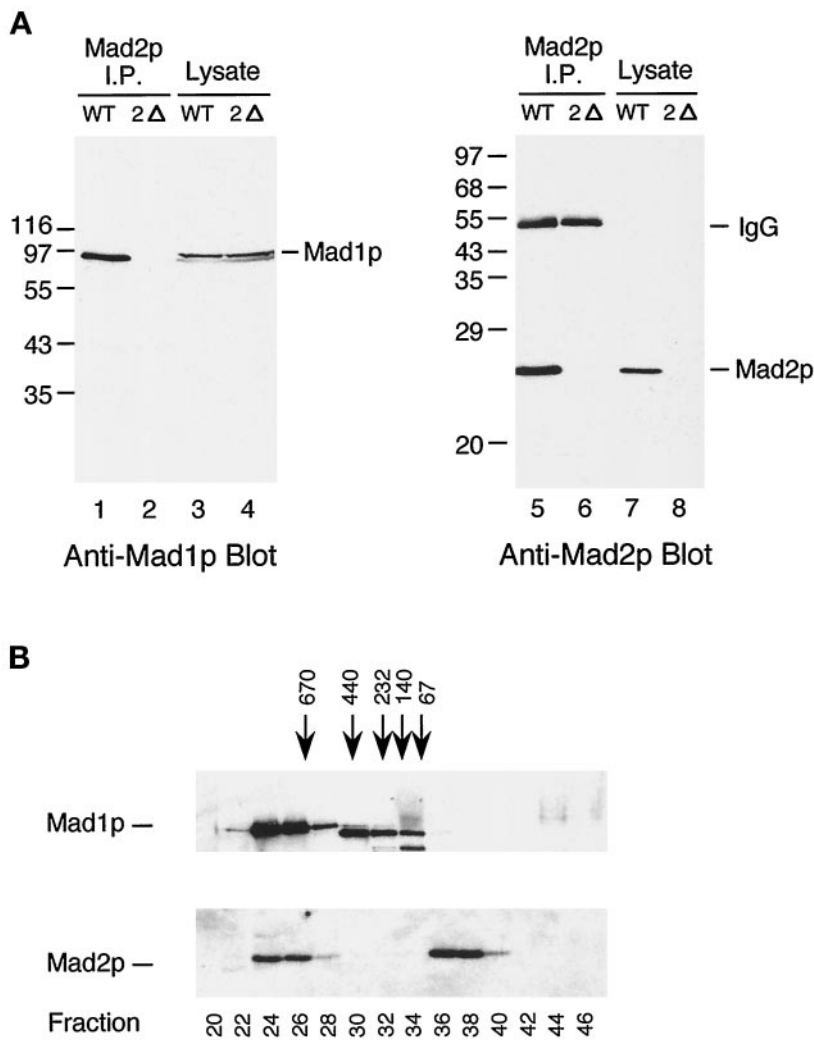 A
Mad2p
I.P.
Lysate
WT 2Δ WT 2Δ
116
97
55
43
35
Mad1p
1 2 3 4
Anti-Mad1p Blot
Mad2p
I.P.
Lysate
WT 2Δ WT 2Δ
97
68
55
43
35
29
20
IgG
Mad2p
5 6 7 8
Anti-Mad2p Blot
B
670 440 232 140 67
Mad1p
Mad2p
Fraction 20 22 24 26 28 30 32 34 36 38 40 42 44 46